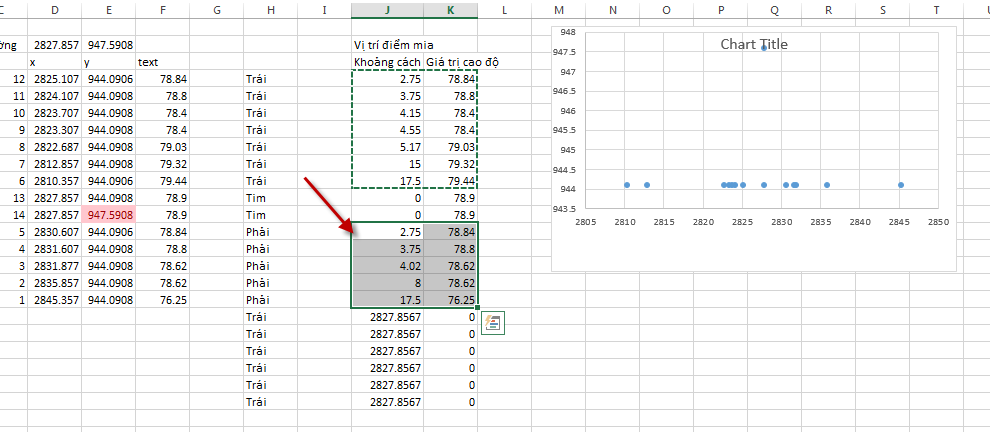 C D E F G H I J K L M N O P Q R S T
ờng 2827.857 947.5908 Vị trí điểm mia
x y text Khoảng cách Giá trị cao độ
12 2825.107 944.0906 78.84 Trái 2.75 78.84
11 2824.107 944.0908 78.8 Trái 3.75 78.8
10 2823.707 944.0908 78.4 Trái 4.15 78.4
9 2823.307 944.0908 78.4 Trái 4.55 78.4
8 2822.687 944.0908 79.03 Trái 5.17 79.03
7 2812.857 944.0908 79.32 Trái 15 79.32
6 2810.357 944.0906 79.44 Trái 17.5 79.44
13 2827.857 944.0908 78.9 Tim 0 78.9
14 2827.857 947.5908 78.9 Tim 0 78.9
5 2830.607 944.0906 78.84 Phải 2.75 78.84
4 2831.607 944.0908 78.8 Phải 3.75 78.8
3 2831.877 944.0908 78.62 Phải 4.02 78.62
2 2835.857 944.0908 78.62 Phải 8 78.62
1 2845.357 944.0908 76.25 Phải 17.5 76.25
Trái 2827.8567 0
Trái 2827.8567 0
Trái 2827.8567 0
Trái 2827.8567 0
Trái 2827.8567 0
Trái 2827.8567 0
Chart Title
948
947.5
947
946.5
946
945.5
945
944.5
944
943.5
2805 2810 2815 2820 2825 2830 2835 2840 2845 2850